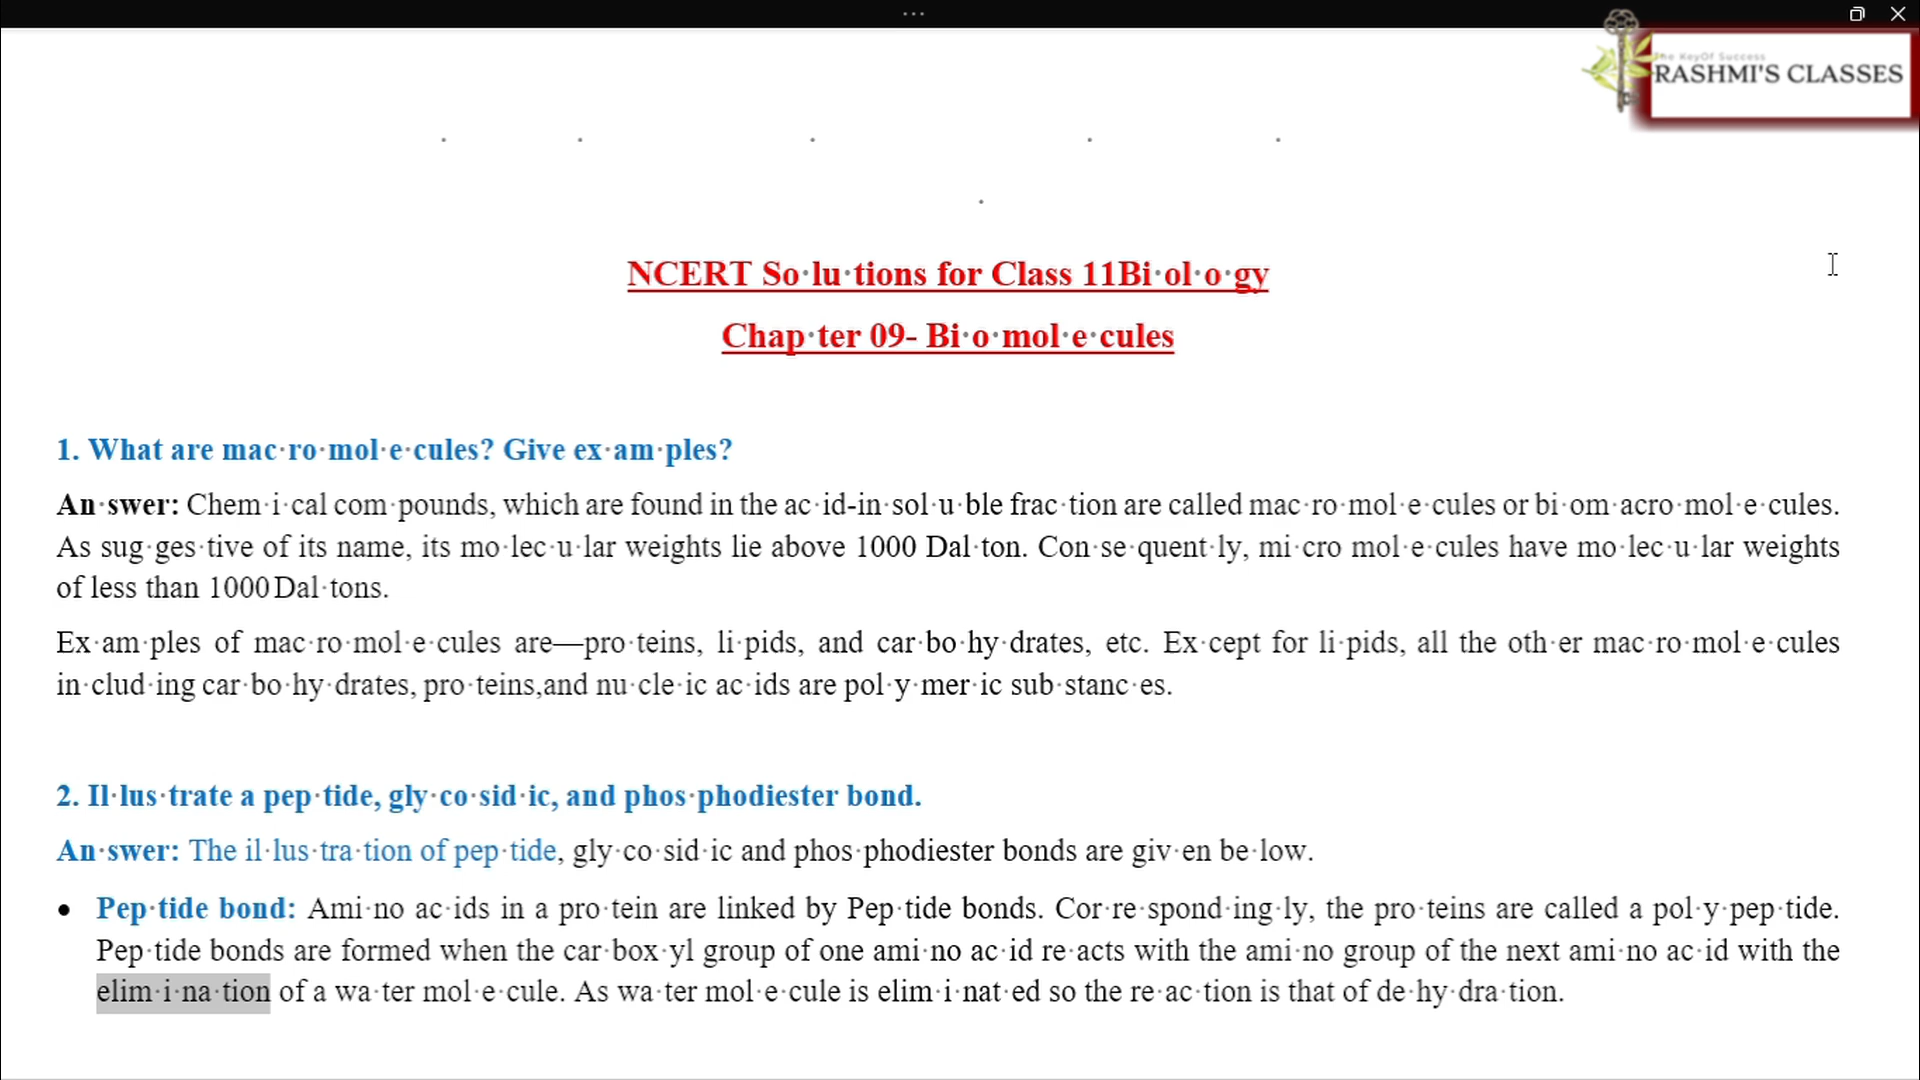 The KeyOf Success
RASHMI'S CLASSES
NCERT So·lu·tions for Class 11Bi·ol·o·gy
Chap·ter 09- Bi·o·mol·e·cules
1. What are mac·ro·mol·e·cules? Give ex·am·ples?
An·swer: Chem·i·cal com·pounds, which are found in the ac·id-in·sol·u·ble frac·tion are called mac·ro·mol·e·cules or bi·om·acro·mol·e·cules.
As sug·ges·tive of its name, its mo·lec·u·lar weights lie above 1000 Dal·ton. Con·se·quent·ly, mi·cro mol·e·cules have mo·lec·u·lar weights
of less than 1000 Dal·tons.
Ex·am·ples of mac·ro·mol·e·cules are—pro·teins, li·pids, and car·bo·hy·drates, etc. Ex·cept for li·pids, all the oth·er mac·ro·mol·e·cules
in·clud·ing car·bo·hy·drates, pro·teins,and nu·cle·ic ac·ids are pol·y·mer·ic sub·stanc·es.
2. Il·lus·trate a pep·tide, gly·co·sid·ic, and phos·phodiester bond.
An·swer: The il·lus·tra·tion of pep·tide, gly·co·sid·ic and phos·phodiester bonds are giv·en be·low.
• Pep·tide bond: Ami·no ac·ids in a pro·tein are linked by Pep·tide bonds. Cor·re·spond·ing·ly, the pro·teins are called a pol·y·pep·tide.
Pep·tide bonds are formed when the car·box·yl group of one ami·no ac·id re·acts with the ami·no group of the next ami·no ac·id with the
elim·i·na·tion of a wa·ter mol·e·cule. As wa·ter mol·e·cule is elim·i·nat·ed so the re·ac·tion is that of de·hy·dra·tion.